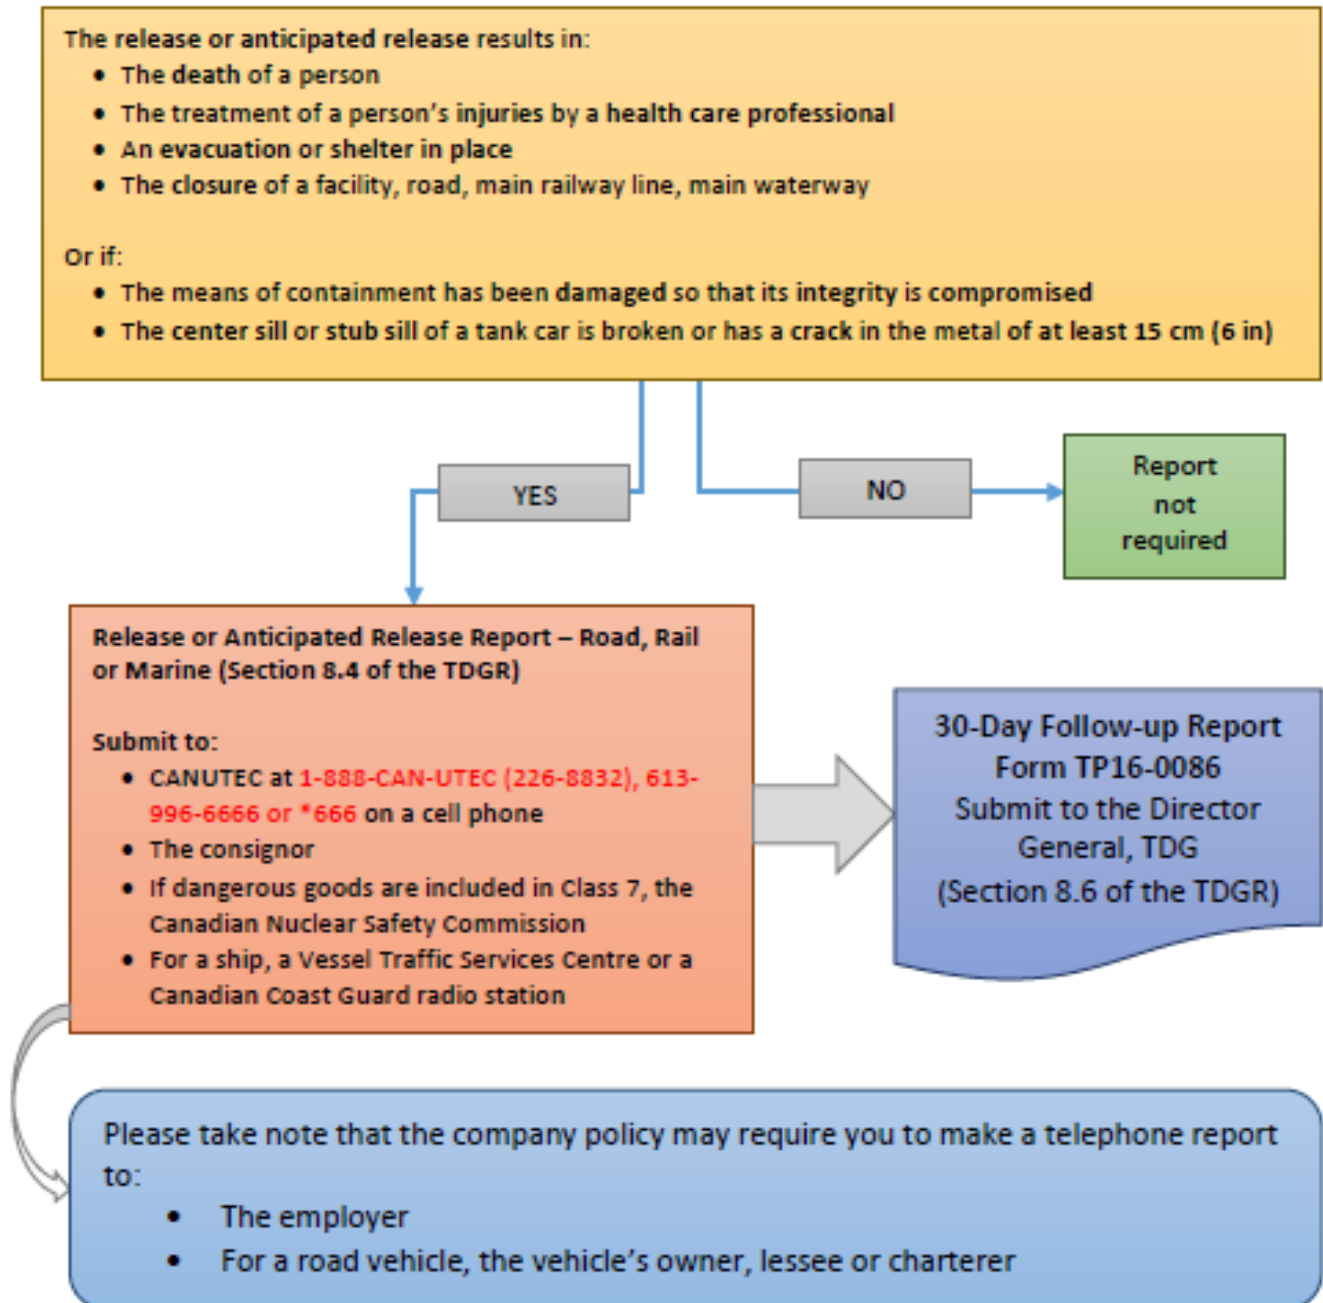 The release or anticipated release results in:
• The death of a person
• The treatment of a person's injuries by a health care professional
• An evacuation or shelter in place
• The closure of a facility, road, main railway line, main waterway
Or if:
• The means of containment has been damaged so that its integrity is compromised
• The center sill or stub sill of a tank car is broken or has a crack in the metal of at least 15 cm (6 in)
YES
NO
Report
not
required
Release or Anticipated Release Report – Road, Rail
or Marine (Section 8.4 of the TDGR)
Submit to:
• CANUTEC at 1-888-CAN-UTEC (226-8832), 613-
996-6666 or *666 on a cell phone
• The consignor
• If dangerous goods are included in Class 7, the
Canadian Nuclear Safety Commission
• For a ship, a Vessel Traffic Services Centre or a
Canadian Coast Guard radio station
30-Day Follow-up Report
Form TP16-0086
Submit to the Director
General, TDG
(Section 8.6 of the TDGR)
Please take note that the company policy may require you to make a telephone report
to:
• The employer
• For a road vehicle, the vehicle's owner, lessee or charterer